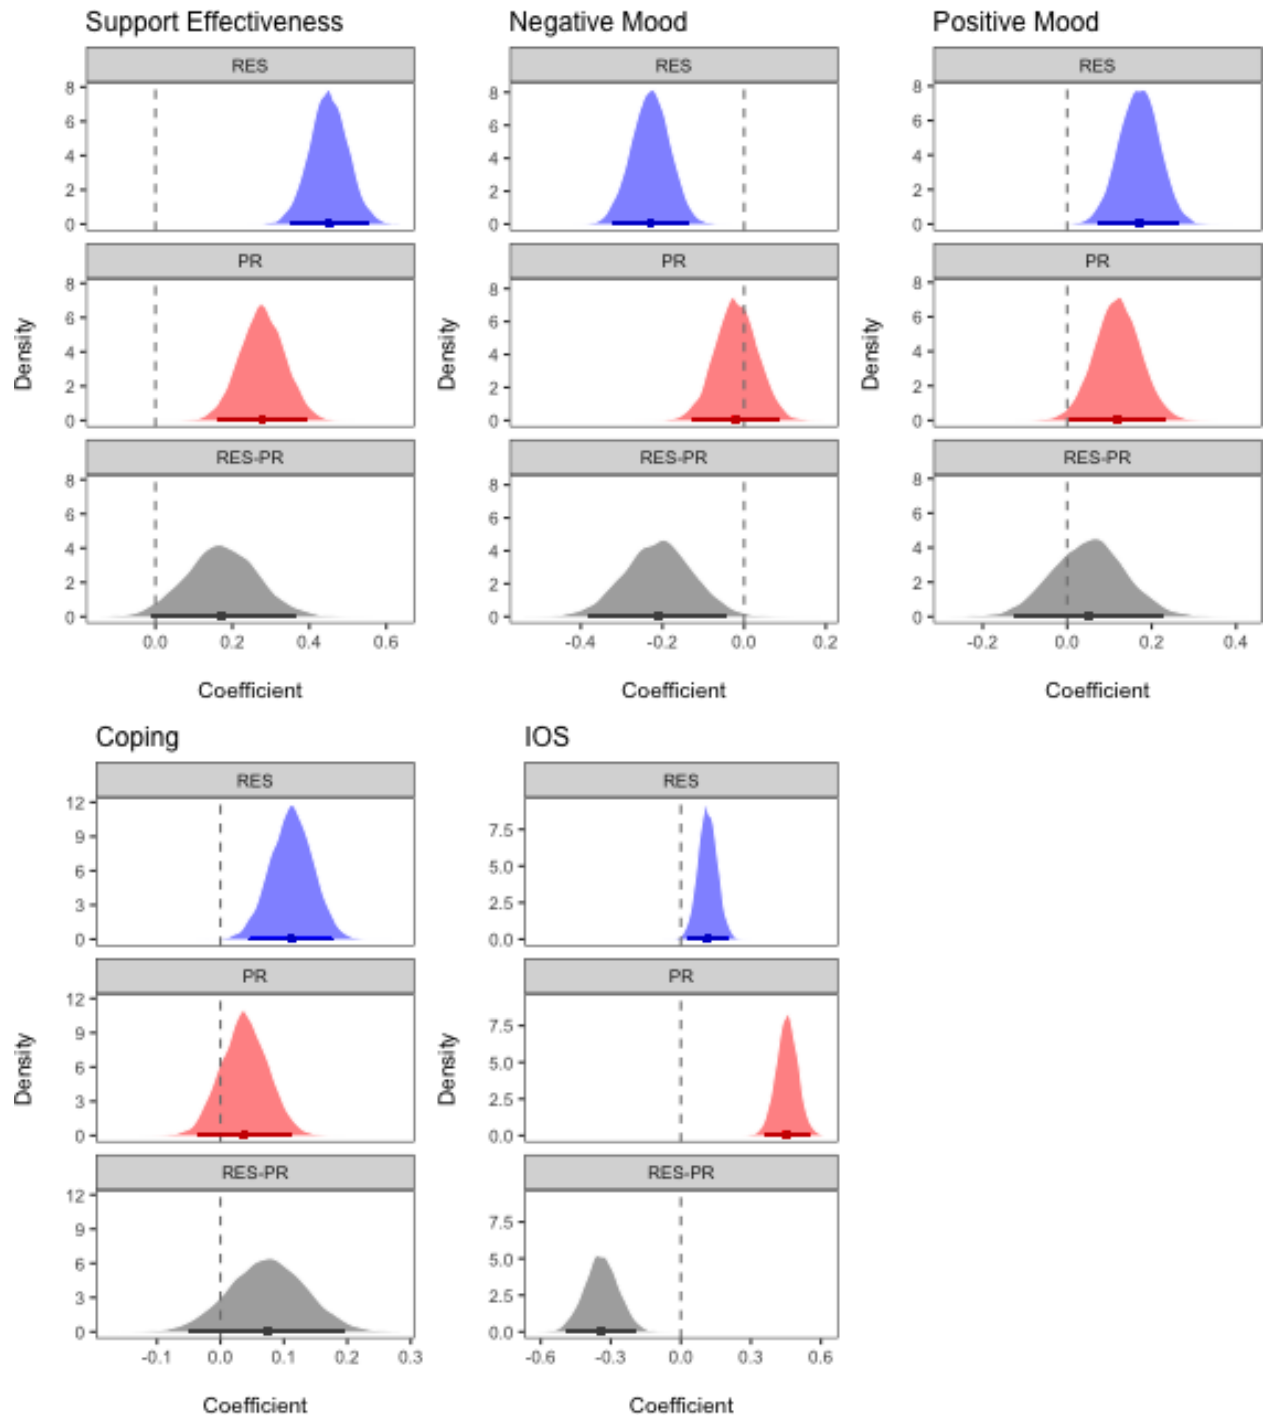 Support Effectiveness
RES
8
6
4
2
0
PR
8
6
4
2
0
RES-PR
8
6
4
2
0
0.0 0.2 0.4 0.6
Density
Coefficient
Negative Mood
RES
8
6
4
2
0
PR
8
6
4
2
0
RES-PR
8
6
4
2
0
-0.4 -0.2 0.0 0.2
Density
Coefficient
Positive Mood
RES
8
6
4
2
0
PR
8
6
4
2
0
RES-PR
8
6
4
2
0
-0.2 0.0 0.2 0.4
Density
Coefficient
Coping
RES
12
9
6
3
0
PR
12
9
6
3
0
RES-PR
12
9
6
3
0
-0.1 0.0 0.1 0.2 0.3
Density
Coefficient
IOS
RES
7.5
5.0
2.5
0.0
PR
7.5
5.0
2.5
0.0
RES-PR
7.5
5.0
2.5
0.0
-0.6 -0.3 0.0 0.3 0.6
Density
Coefficient